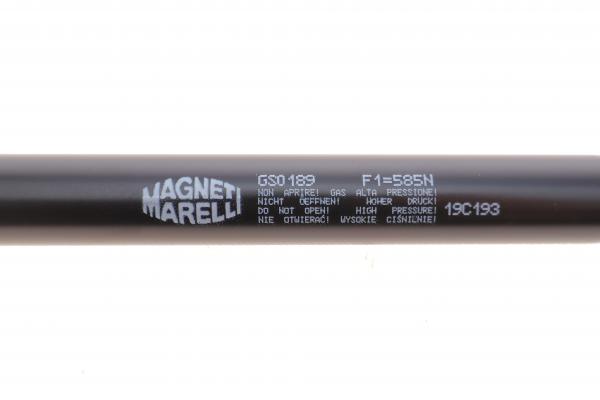 MAGNETI
MARELLI
GS0189 F1=585N
NON APRIRE! GAS ALTA PRESSIONE!
NICHT OEFFNEN! HOHER DRUCK!
DO NOT OPEN! HIGH PRESSURE!
NIE OTWIERAĆ! WYSOKIE CIŚNILNIE!
19C193